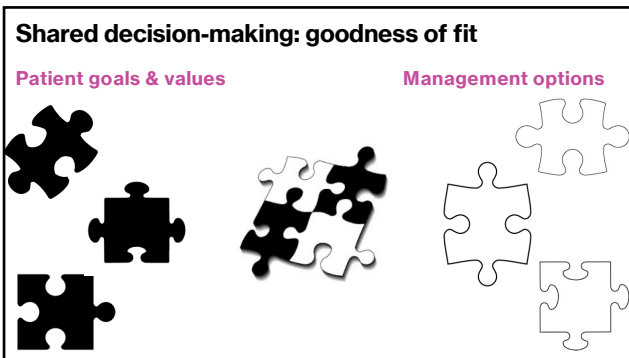 Shared decision-making: goodness of fit
Patient goals & values
Management options